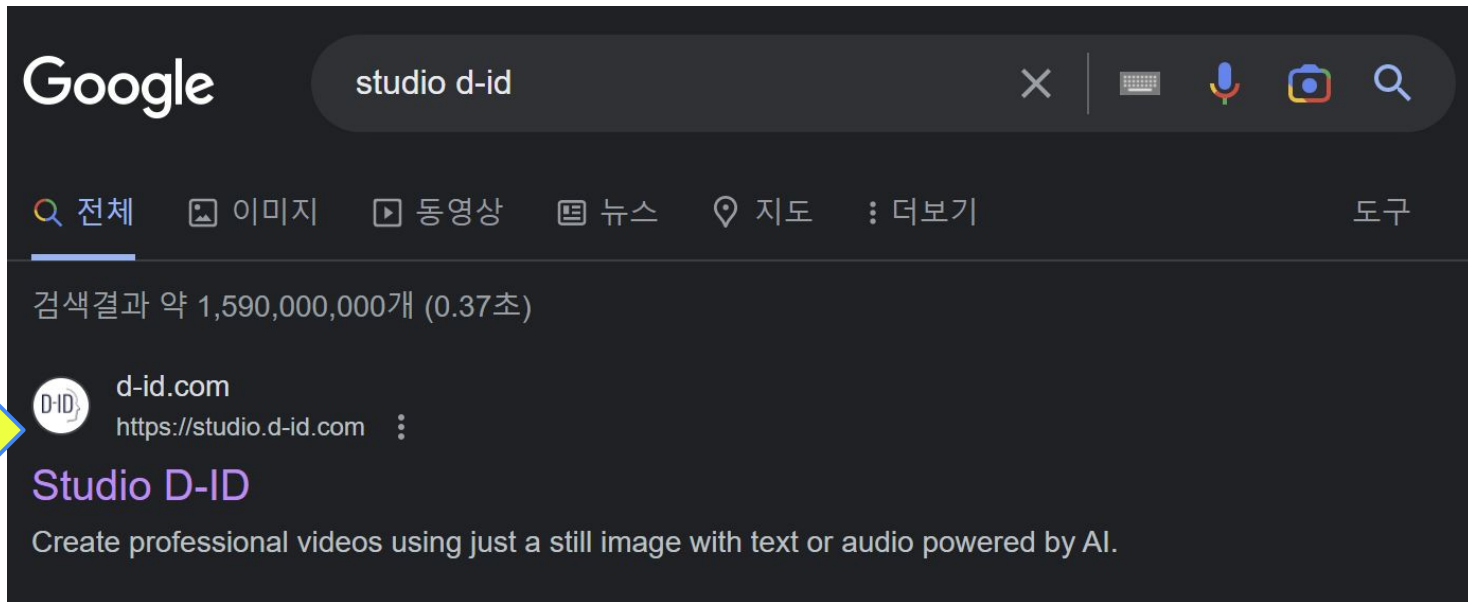 Google
studio d-id
전체 이미지 동영상 뉴스 지도 더보기 도구
검색결과 약 1,590,000,000개 (0.37초)
D-ID
d-id.com
https://studio.d-id.com
Studio D-ID
Create professional videos using just a still image with text or audio powered by AI.